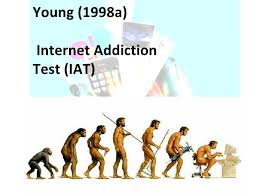 Young (1998a)
Internet Addiction
Test (IAT)